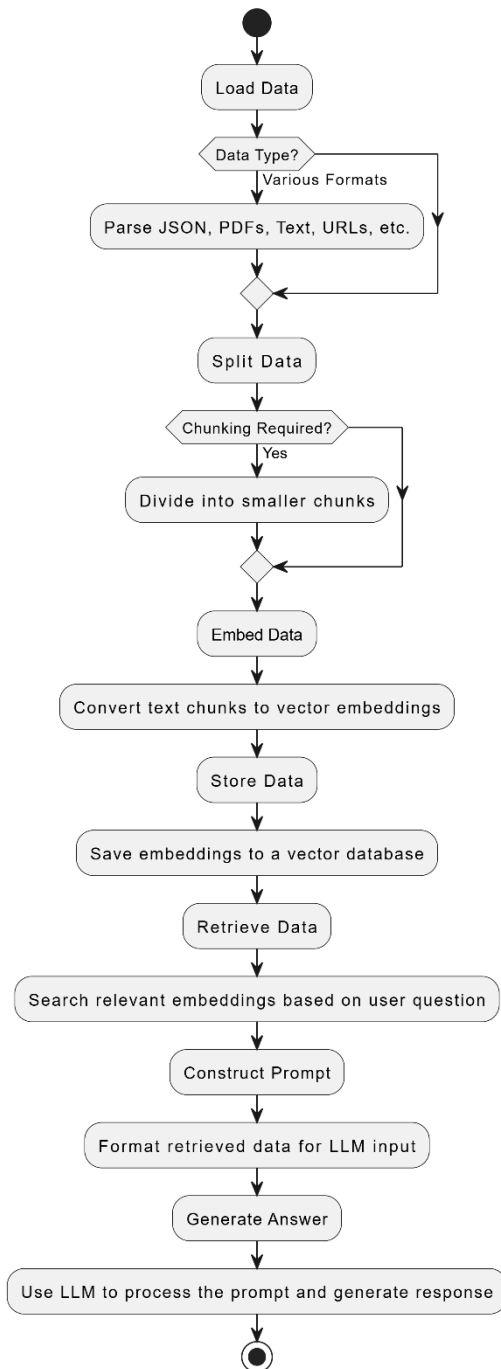 Load Data
Data Type?
Various Formats
Parse JSON, PDFs, Text, URLs, etc.
Split Data
Chunking Required?
Yes
Divide into smaller chunks
Embed Data
Convert text chunks to vector embeddings
Store Data
Save embeddings to a vector database
Retrieve Data
Search relevant embeddings based on user question
Construct Prompt
Format retrieved data for LLM input
Generate Answer
Use LLM to process the prompt and generate response